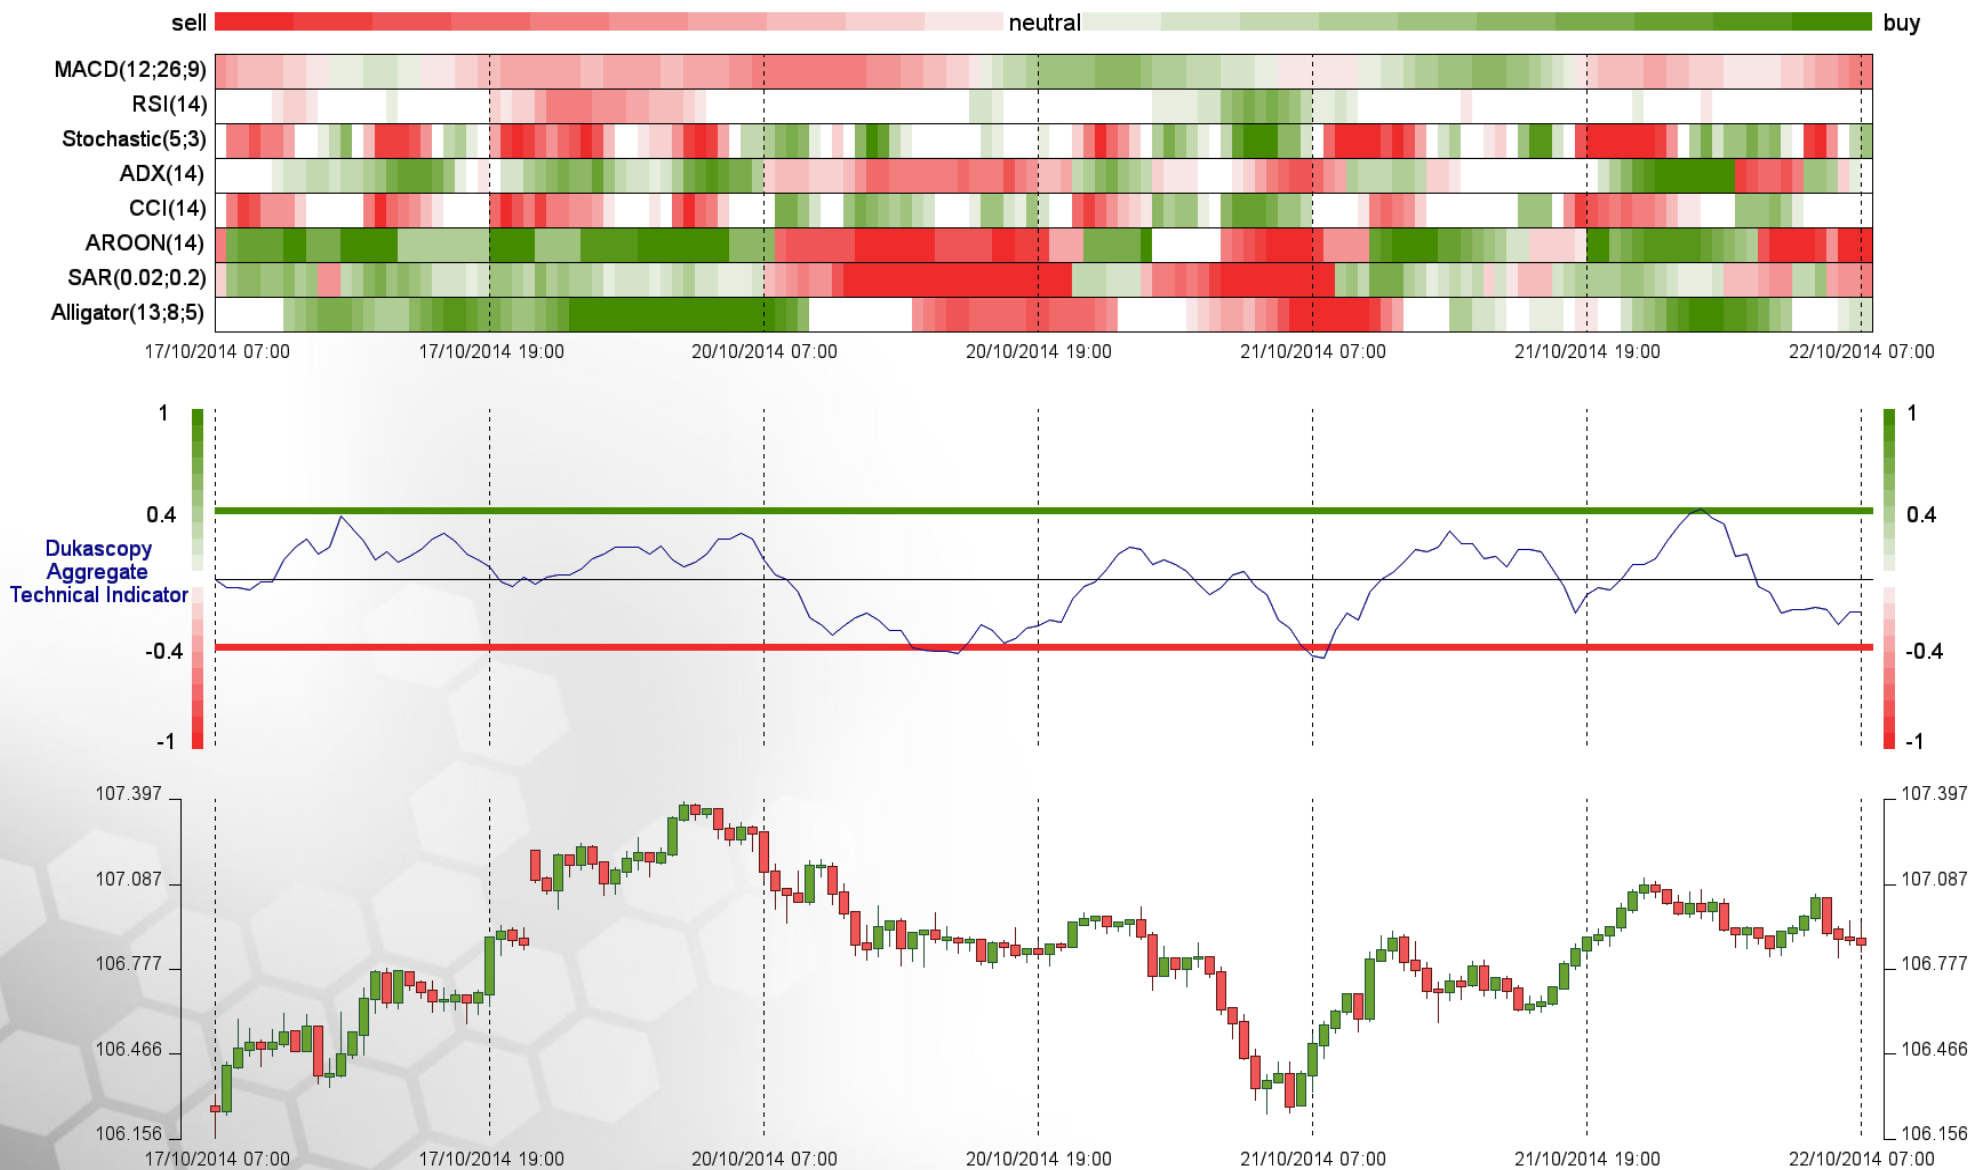 sell neutral buy
MACD(12;26;9)
RSI(14)
Stochastic(5;3)
ADX(14)
CCI(14)
AROON(14)
SAR(0.02;0.2)
Alligator(13;8;5)
17/10/2014 07:00 17/10/2014 19:00 20/10/2014 07:00 20/10/2014 19:00 21/10/2014 07:00 21/10/2014 19:00 22/10/2014 07:00
1 1
0.4 0.4
Dukascopy
Aggregate
Technical Indicator
-0.4 -0.4
-1 -1
107.397 107.397
107.087 107.087
106.777 106.777
106.466 106.466
106.156 106.156
17/10/2014 07:00 17/10/2014 19:00 20/10/2014 07:00 20/10/2014 19:00 21/10/2014 07:00 21/10/2014 19:00 22/10/2014 07:00